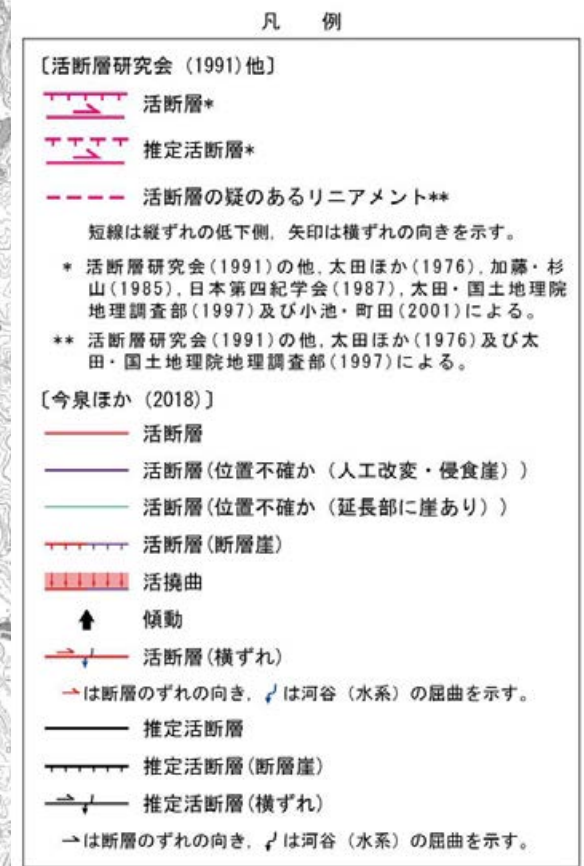 凡 例
〔活断層研究会 (1991)他〕
活断層*
推定活断層*
活断層の疑のあるリニアメント**
短線は縦ずれの低下側,矢印は横ずれの向きを示す。
* 活断層研究会(1991)の他,太田ほか(1976),加藤・杉
山(1985),日本第四紀学会(1987),太田・国土地理院
地理調査部(1997)及び小池・町田(2001)による。
** 活断層研究会(1991)の他,太田ほか(1976)及び太
田・国土地理院地理調査部(1997)による。
〔今泉ほか (2018)〕
活断層
活断層(位置不確か(人工改変・侵食崖))
活断層(位置不確か(延長部に崖あり))
活断層(断層崖)
活撓曲
傾動
活断層(横ずれ)
は断層のずれの向き, は河谷(水系)の屈曲を示す。
推定活断層
推定活断層(断層崖)
推定活断層(横ずれ)
は断層のずれの向き, は河谷(水系)の屈曲を示す。